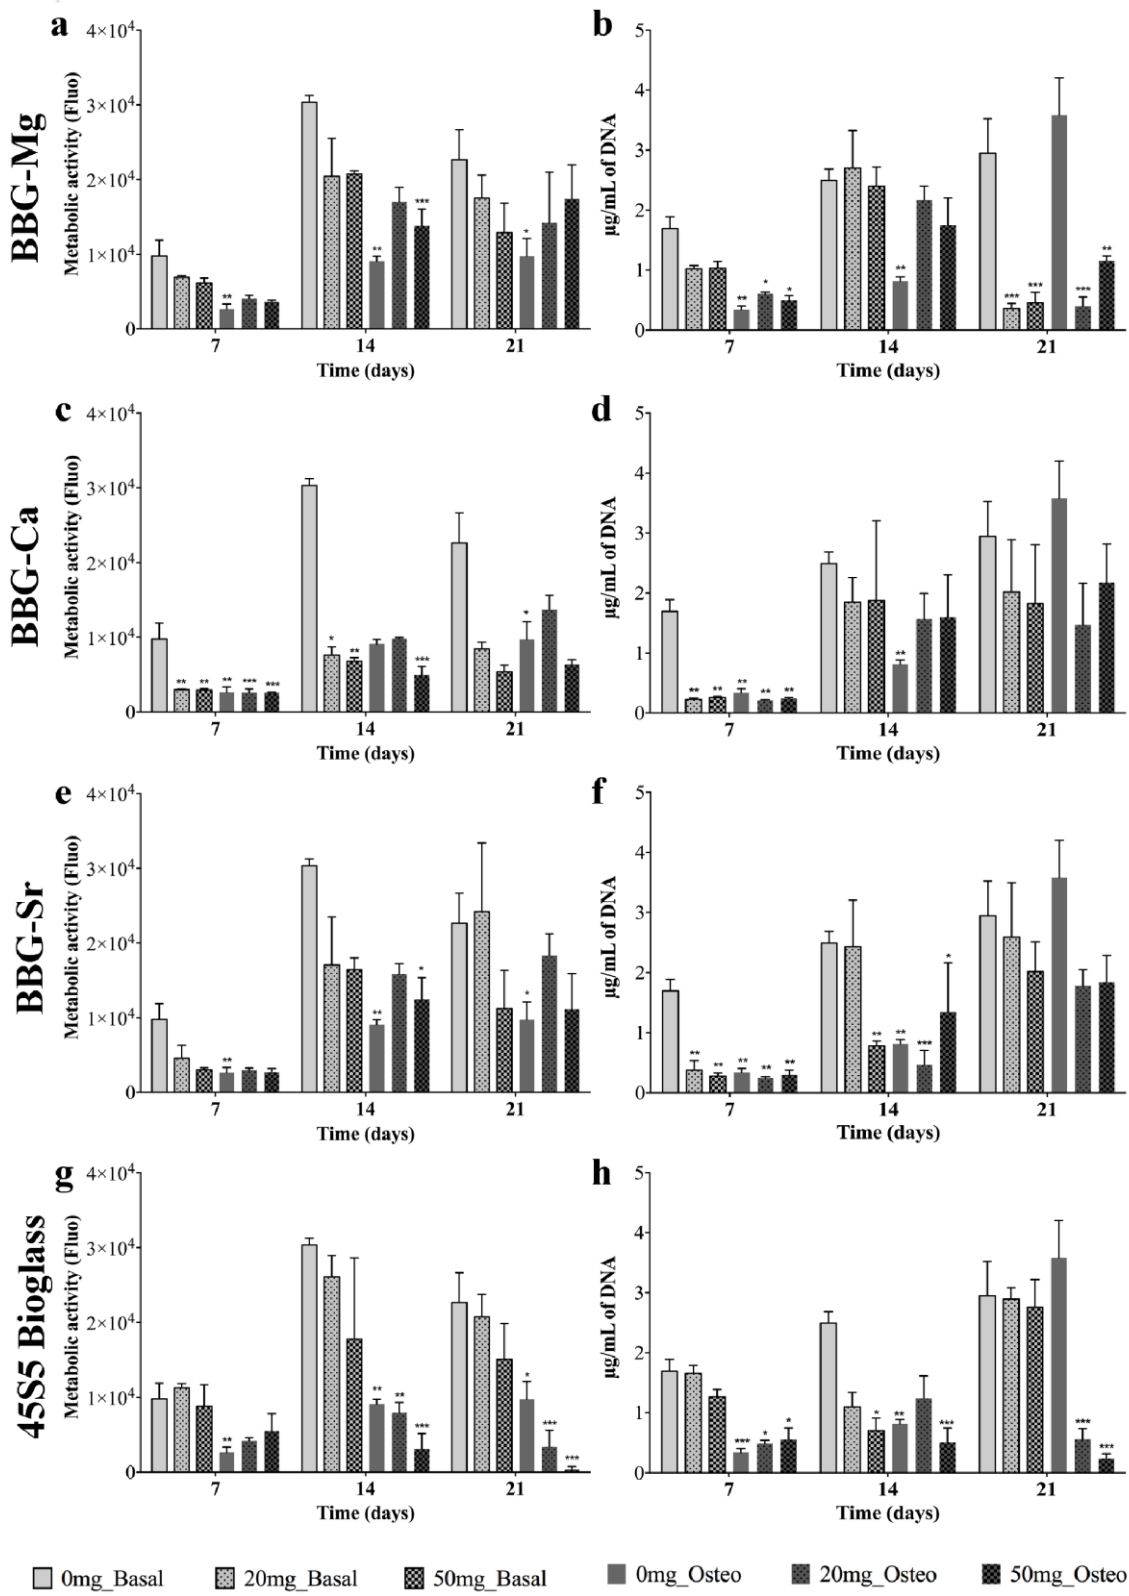 a
b
BBG-Mg
Metabolic activity (Fluo)
4×10⁴
3×10⁴
2×10⁴
1×10⁴
0
** ** *** *
7 14 21
Time (days)
µg/mL of DNA
5
4
3
2
1
0
** * * ** *** *** *** **
7 14 21
Time (days)
c
d
BBG-Ca
Metabolic activity (Fluo)
4×10⁴
3×10⁴
2×10⁴
1×10⁴
0
** ** ** *** *** * ** *** *
7 14 21
Time (days)
µg/mL of DNA
5
4
3
2
1
0
** ** ** ** ** **
7 14 21
Time (days)
e
f
BBG-Sr
Metabolic activity (Fluo)
4×10⁴
3×10⁴
2×10⁴
1×10⁴
0
** ** * *
7 14 21
Time (days)
µg/mL of DNA
5
4
3
2
1
0
** ** ** ** ** ** ** *** *
7 14 21
Time (days)
g
h
45S5 Bioglass
Metabolic activity (Fluo)
4×10⁴
3×10⁴
2×10⁴
1×10⁴
0
** ** ** *** * *** ***
7 14 21
Time (days)
µg/mL of DNA
5
4
3
2
1
0
*** * * * ** *** *** ***
7 14 21
Time (days)
0mg_Basal 20mg_Basal 50mg_Basal 0mg_Osteo 20mg_Osteo 50mg_Osteo